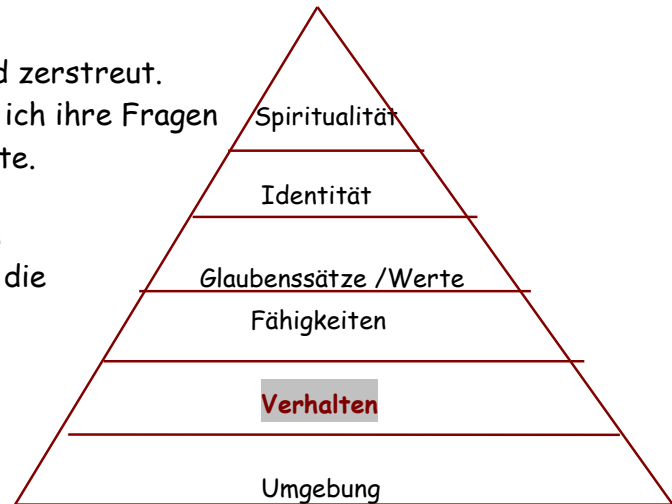 d zerstreut.
ich ihre Fragen
te.
die
Spiritualität
Identität
Glaubenssätze /Werte
Fähigkeiten
Verhalten
Umgebung